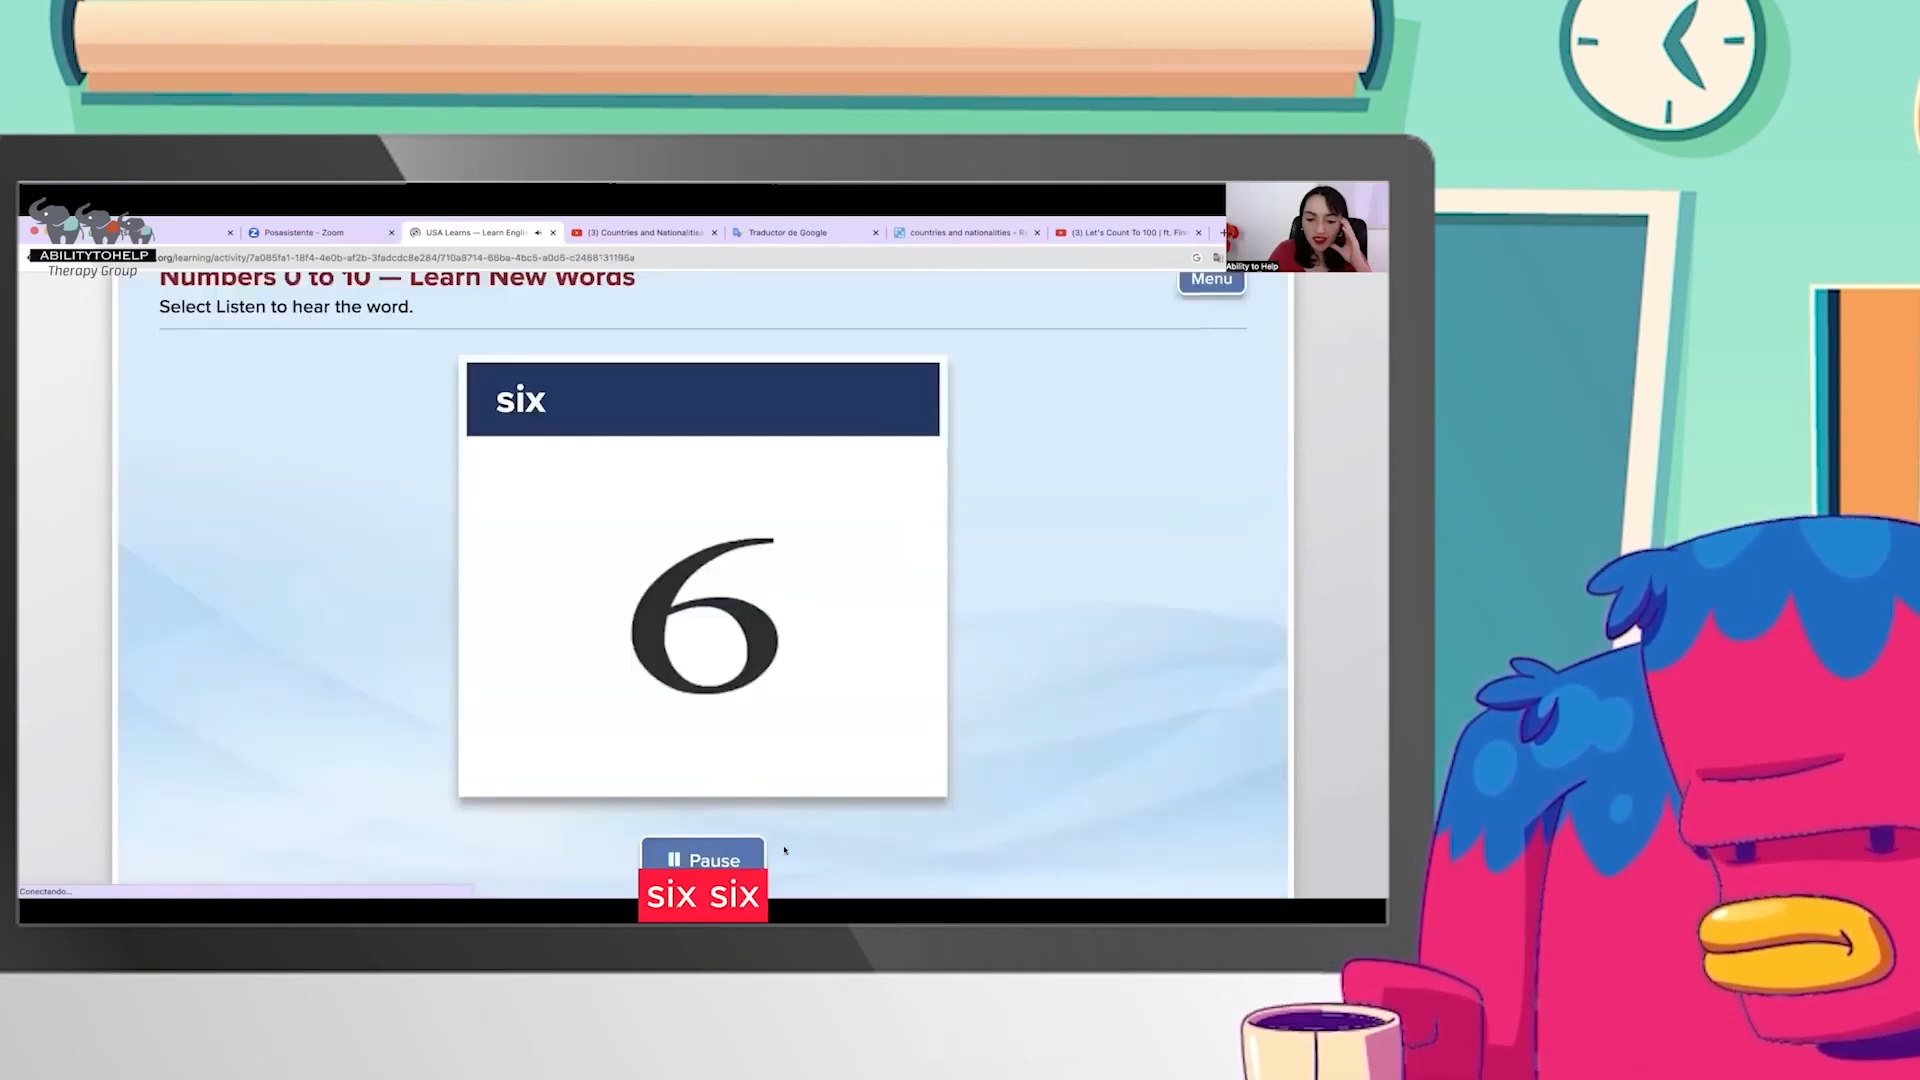 Posasistente - Zoom
USA Learns — Learn Engli
(3) Countries and Nationalities
Traductor de Google
countries and nationalities - R
(3) Let's Count To 100 | ft. Fin
ABILITYTOHELP
Therapy Group
Ability to Help
Numbers 0 to 10 — Learn New Words
Menu
Select Listen to hear the word.
six
6
Pause
six six
Conectando...